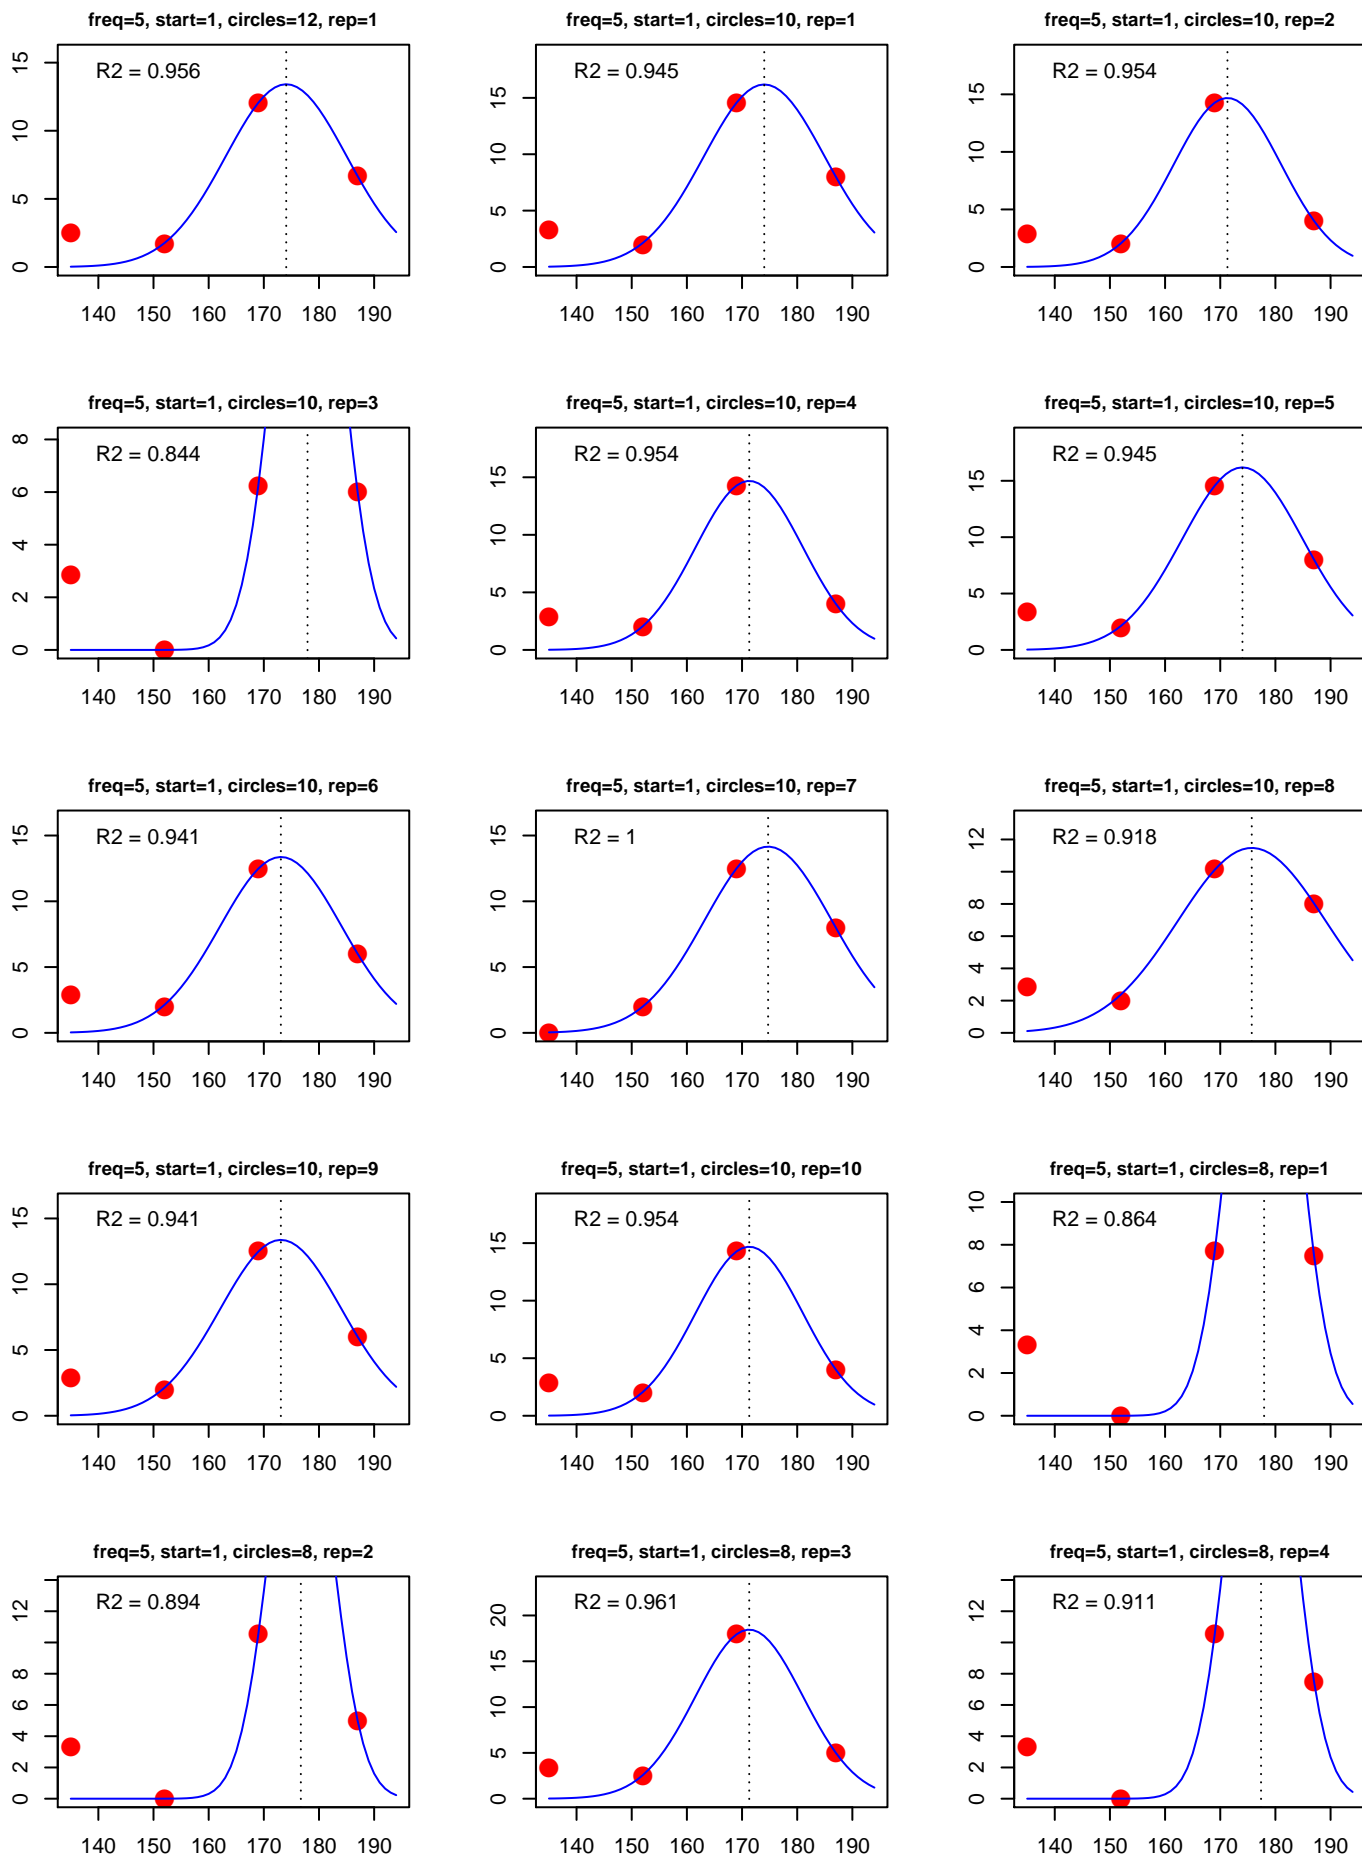 freq=5, start=1, circles=12, rep=1
R2 = 0.956
0 5 10 15
140 150 160 170 180 190
freq=5, start=1, circles=10, rep=1
R2 = 0.945
0 5 10 15
140 150 160 170 180 190
freq=5, start=1, circles=10, rep=2
R2 = 0.954
0 5 10 15
140 150 160 170 180 190
freq=5, start=1, circles=10, rep=3
R2 = 0.844
0 2 4 6 8
140 150 160 170 180 190
freq=5, start=1, circles=10, rep=4
R2 = 0.954
0 5 10 15
140 150 160 170 180 190
freq=5, start=1, circles=10, rep=5
R2 = 0.945
0 5 10 15
140 150 160 170 180 190
freq=5, start=1, circles=10, rep=6
R2 = 0.941
0 5 10 15
140 150 160 170 180 190
freq=5, start=1, circles=10, rep=7
R2 = 1
0 5 10 15
140 150 160 170 180 190
freq=5, start=1, circles=10, rep=8
R2 = 0.918
0 2 4 6 8 12
140 150 160 170 180 190
freq=5, start=1, circles=10, rep=9
R2 = 0.941
0 5 10 15
140 150 160 170 180 190
freq=5, start=1, circles=10, rep=10
R2 = 0.954
0 5 10 15
140 150 160 170 180 190
freq=5, start=1, circles=8, rep=1
R2 = 0.864
0 2 4 6 8 10
140 150 160 170 180 190
freq=5, start=1, circles=8, rep=2
R2 = 0.894
0 2 4 6 8 12
140 150 160 170 180 190
freq=5, start=1, circles=8, rep=3
R2 = 0.961
0 5 10 15 20
140 150 160 170 180 190
freq=5, start=1, circles=8, rep=4
R2 = 0.911
0 2 4 6 8 12
140 150 160 170 180 190